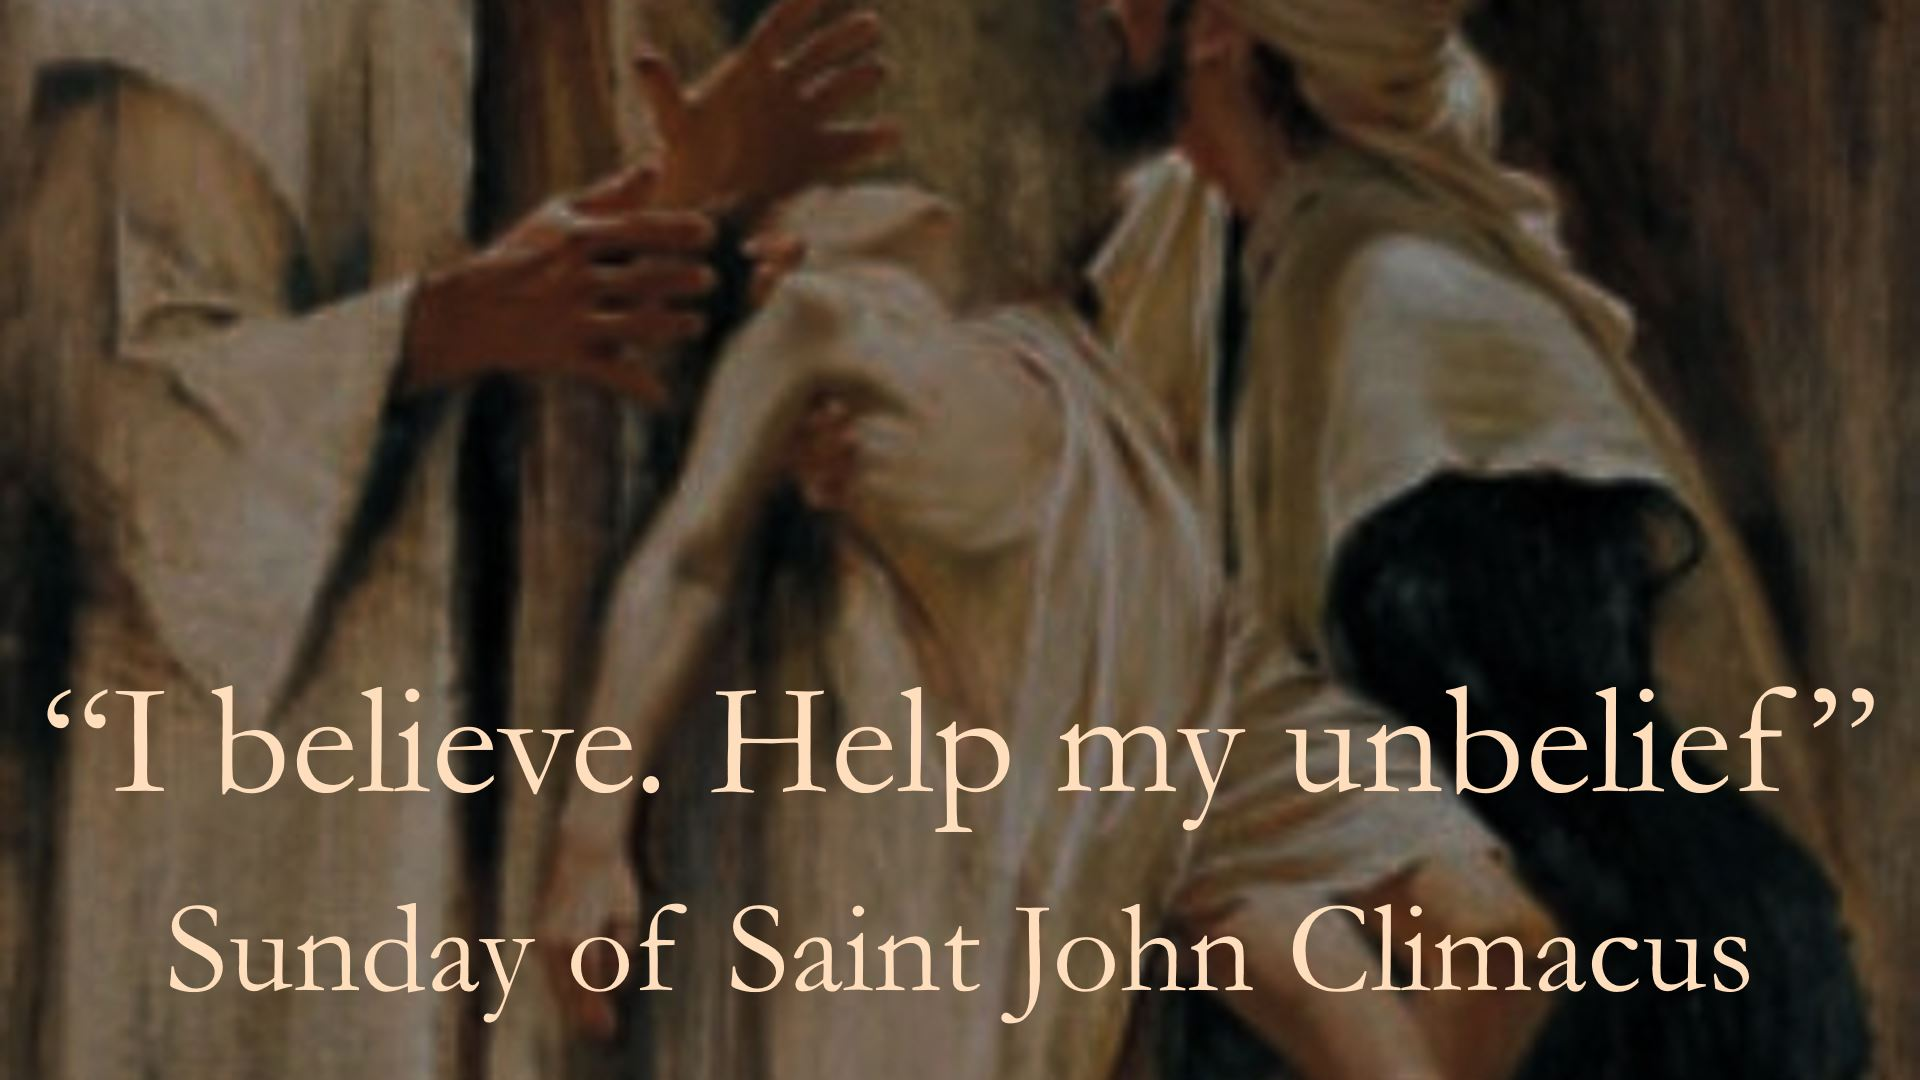 “I believe. Help my unbelief”
Sunday of Saint John Climacus